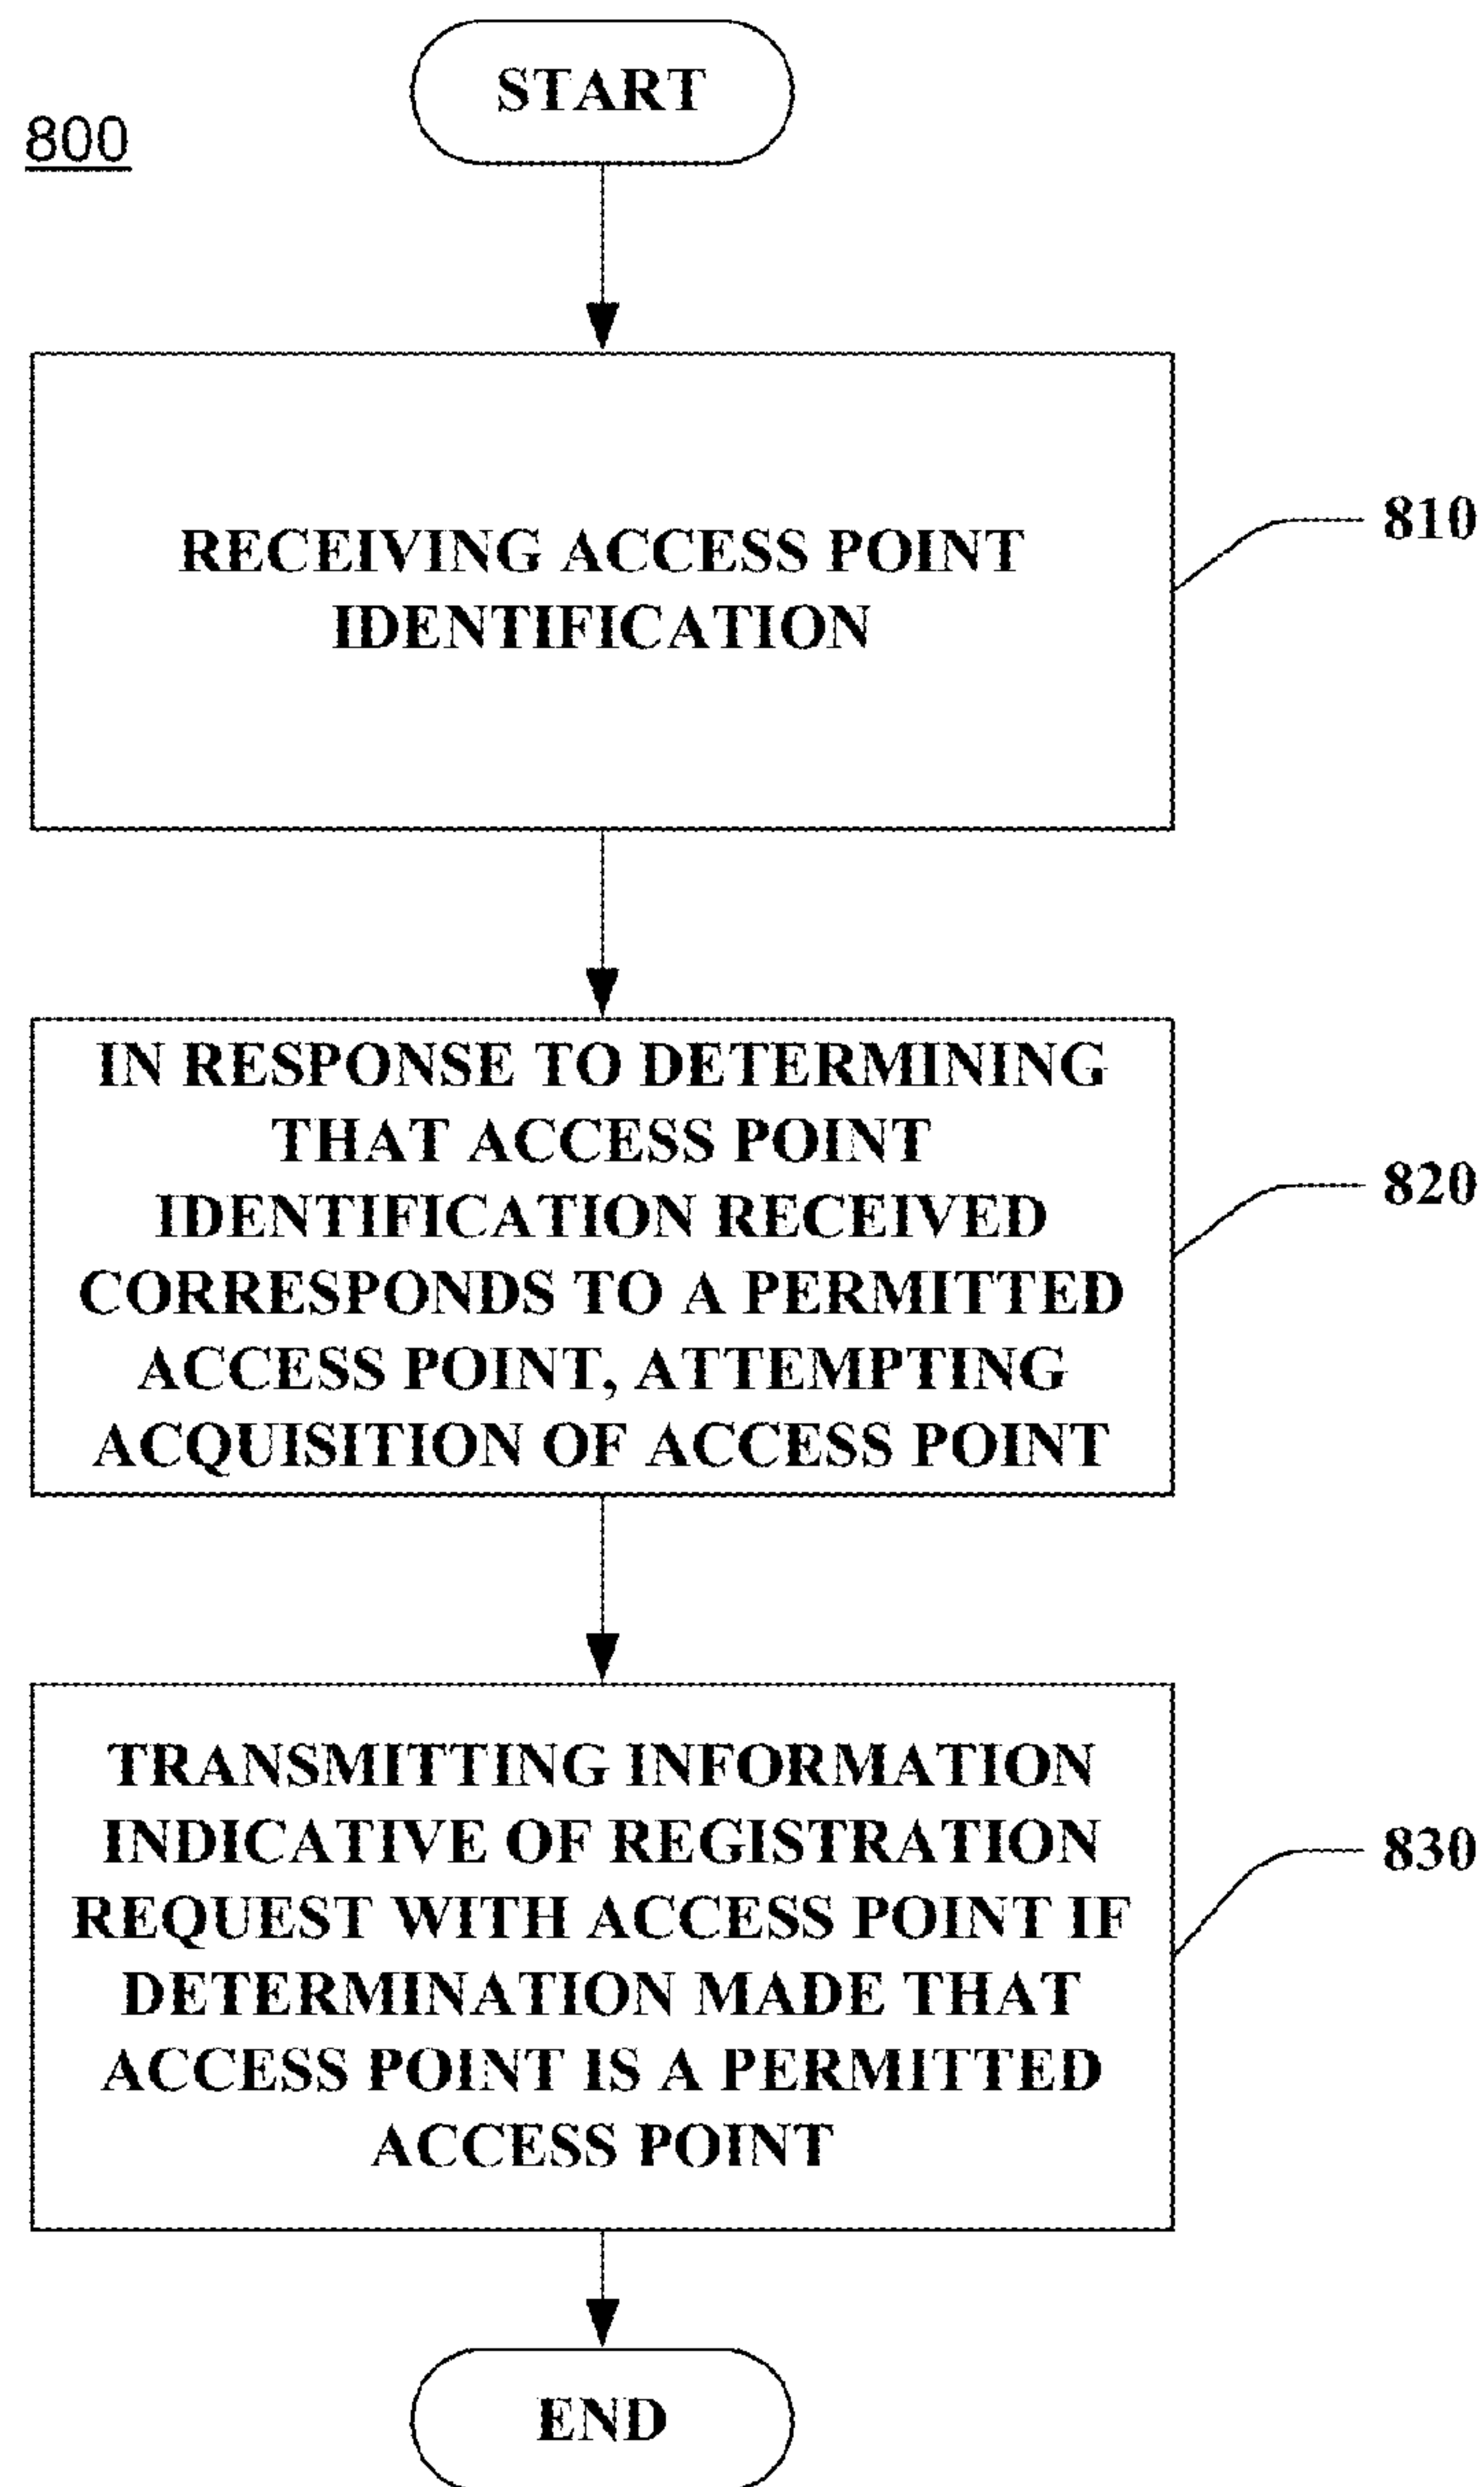 START
800
RECEIVING ACCESS POINT
IDENTIFICATION
810
IN RESPONSE TO DETERMINING
THAT ACCESS POINT
IDENTIFICATION RECEIVED
CORRESPONDS TO A PERMITTED
ACCESS POINT, ATTEMPTING
ACQUISITION OF ACCESS POINT
820
TRANSMITTING INFORMATION
INDICATIVE OF REGISTRATION
REQUEST WITH ACCESS POINT IF
DETERMINATION MADE THAT
ACCESS POINT IS A PERMITTED
ACCESS POINT
830
END